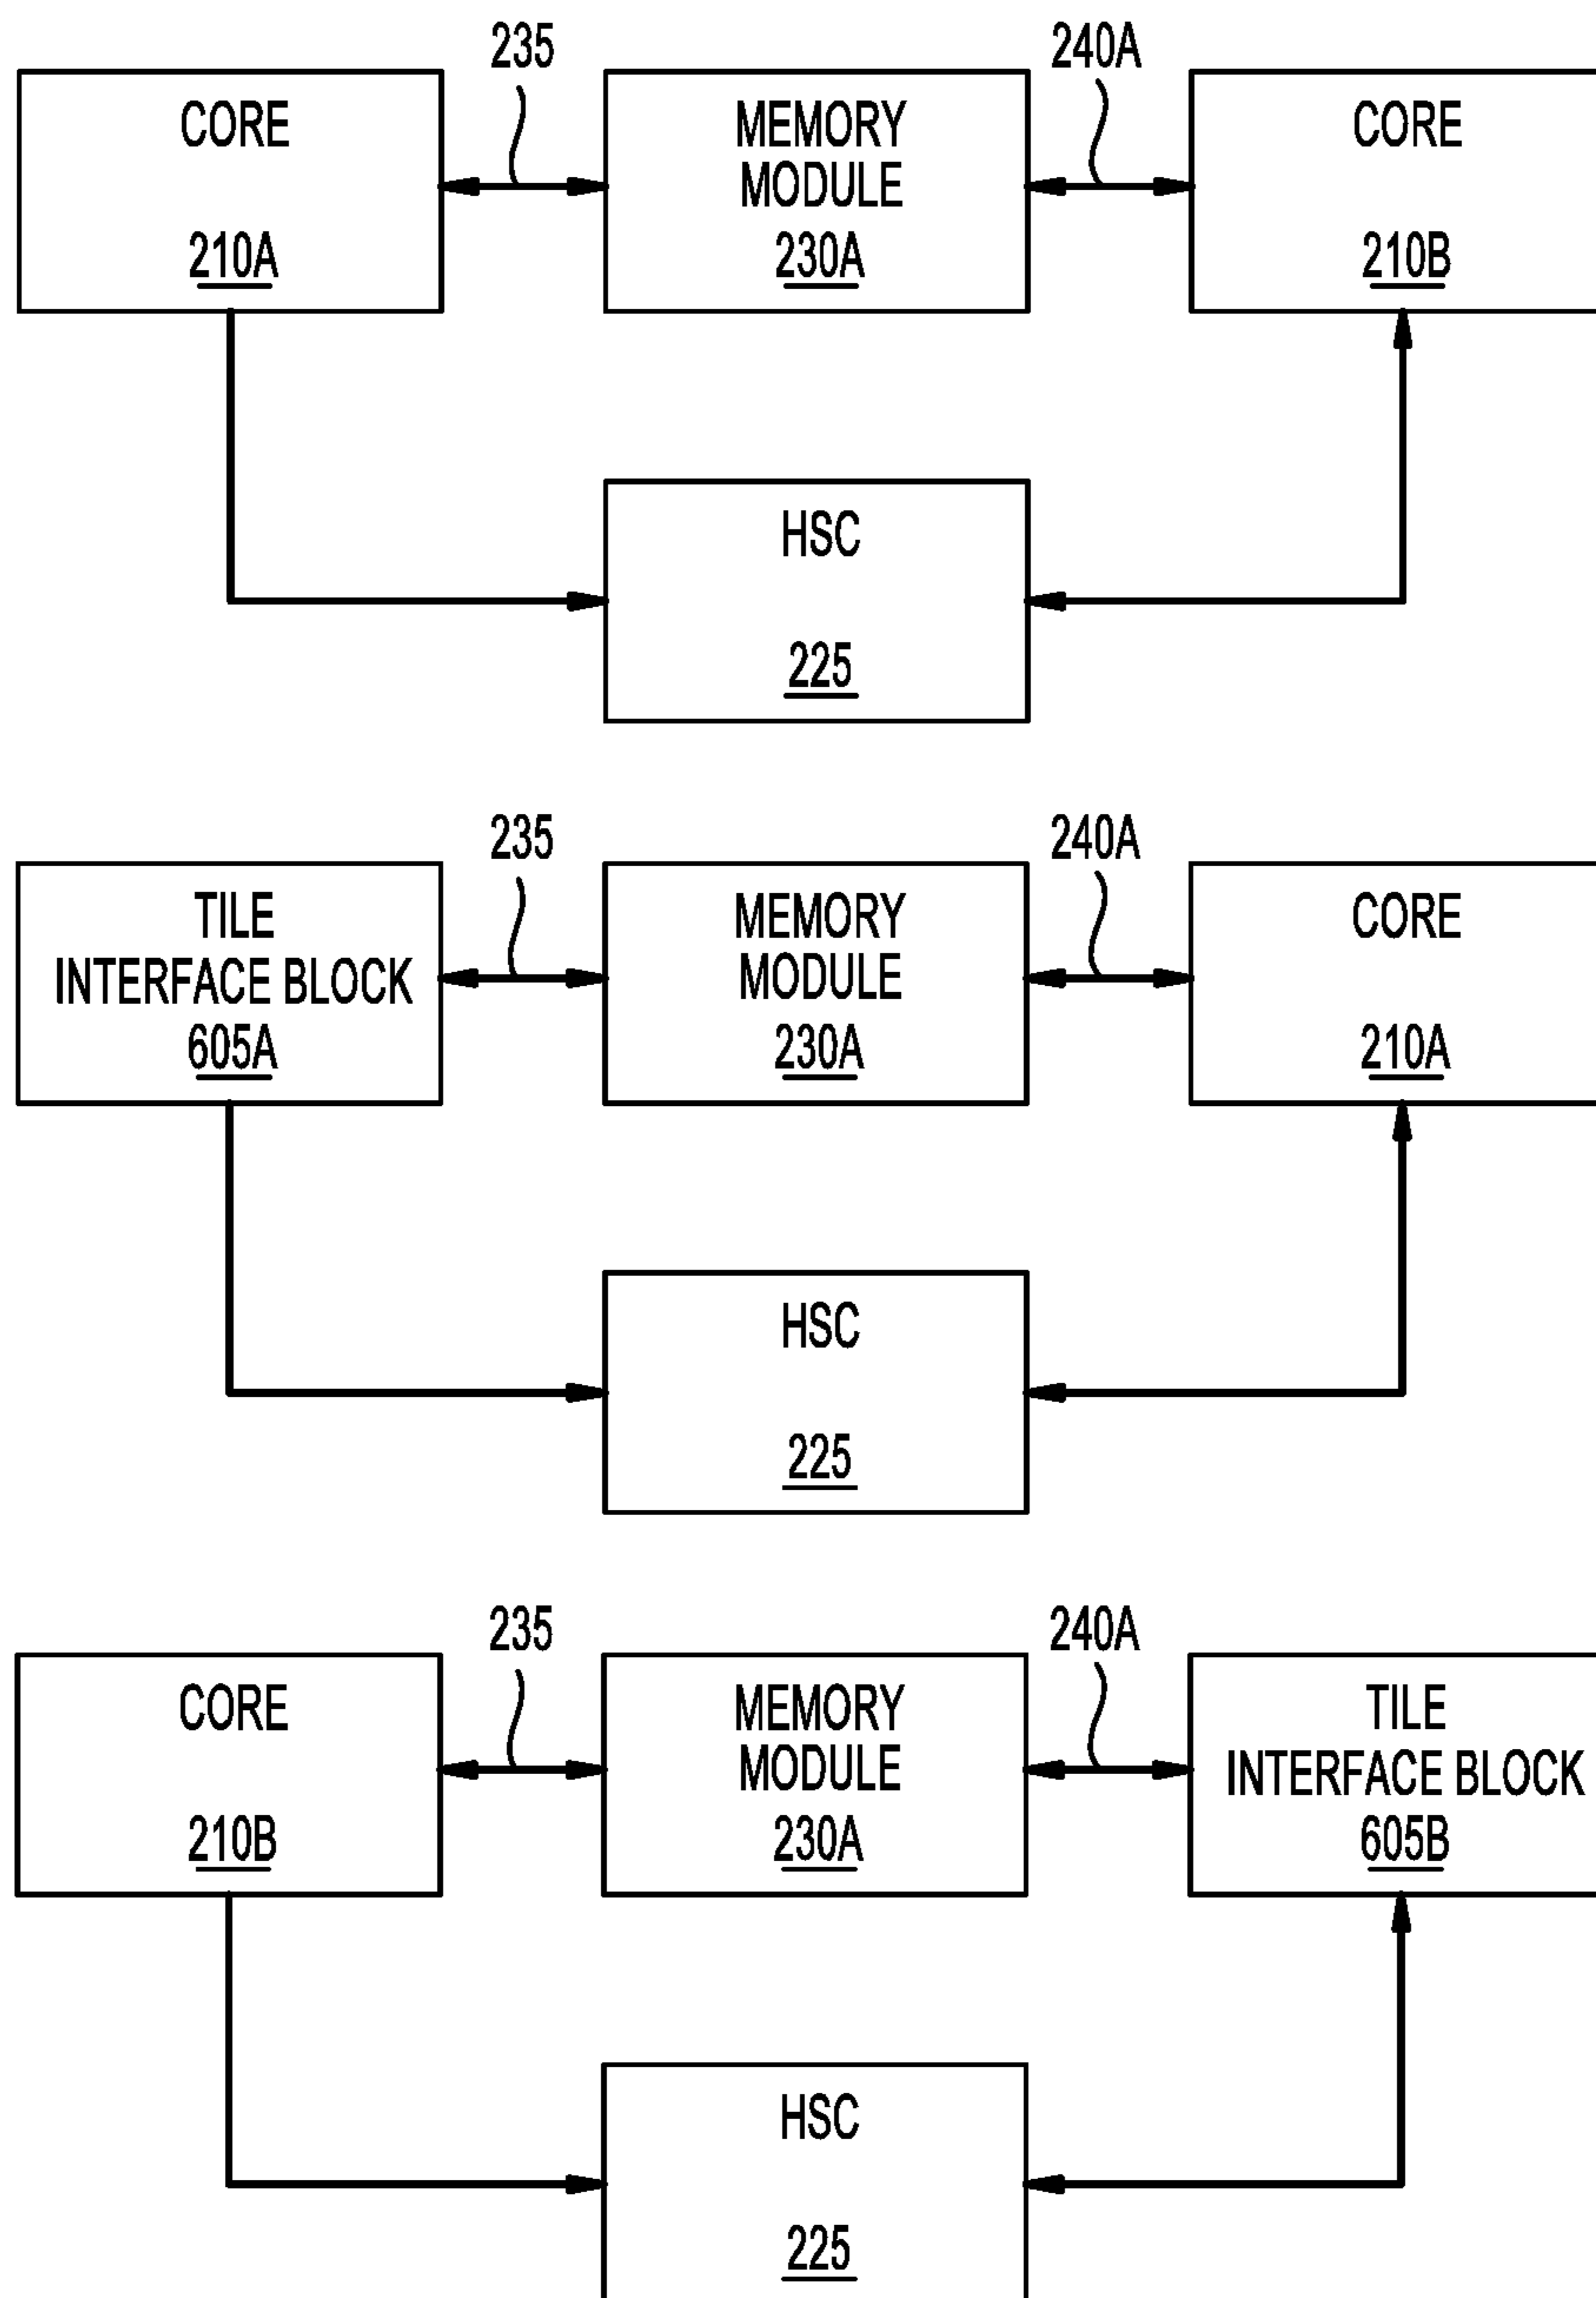 235
240A
CORE
210A
MEMORY
MODULE
230A
CORE
210B
HSC
225
235
240A
TILE
INTERFACE BLOCK
605A
MEMORY
MODULE
230A
CORE
210A
HSC
225
235
240A
CORE
210B
MEMORY
MODULE
230A
TILE
INTERFACE BLOCK
605B
HSC
225